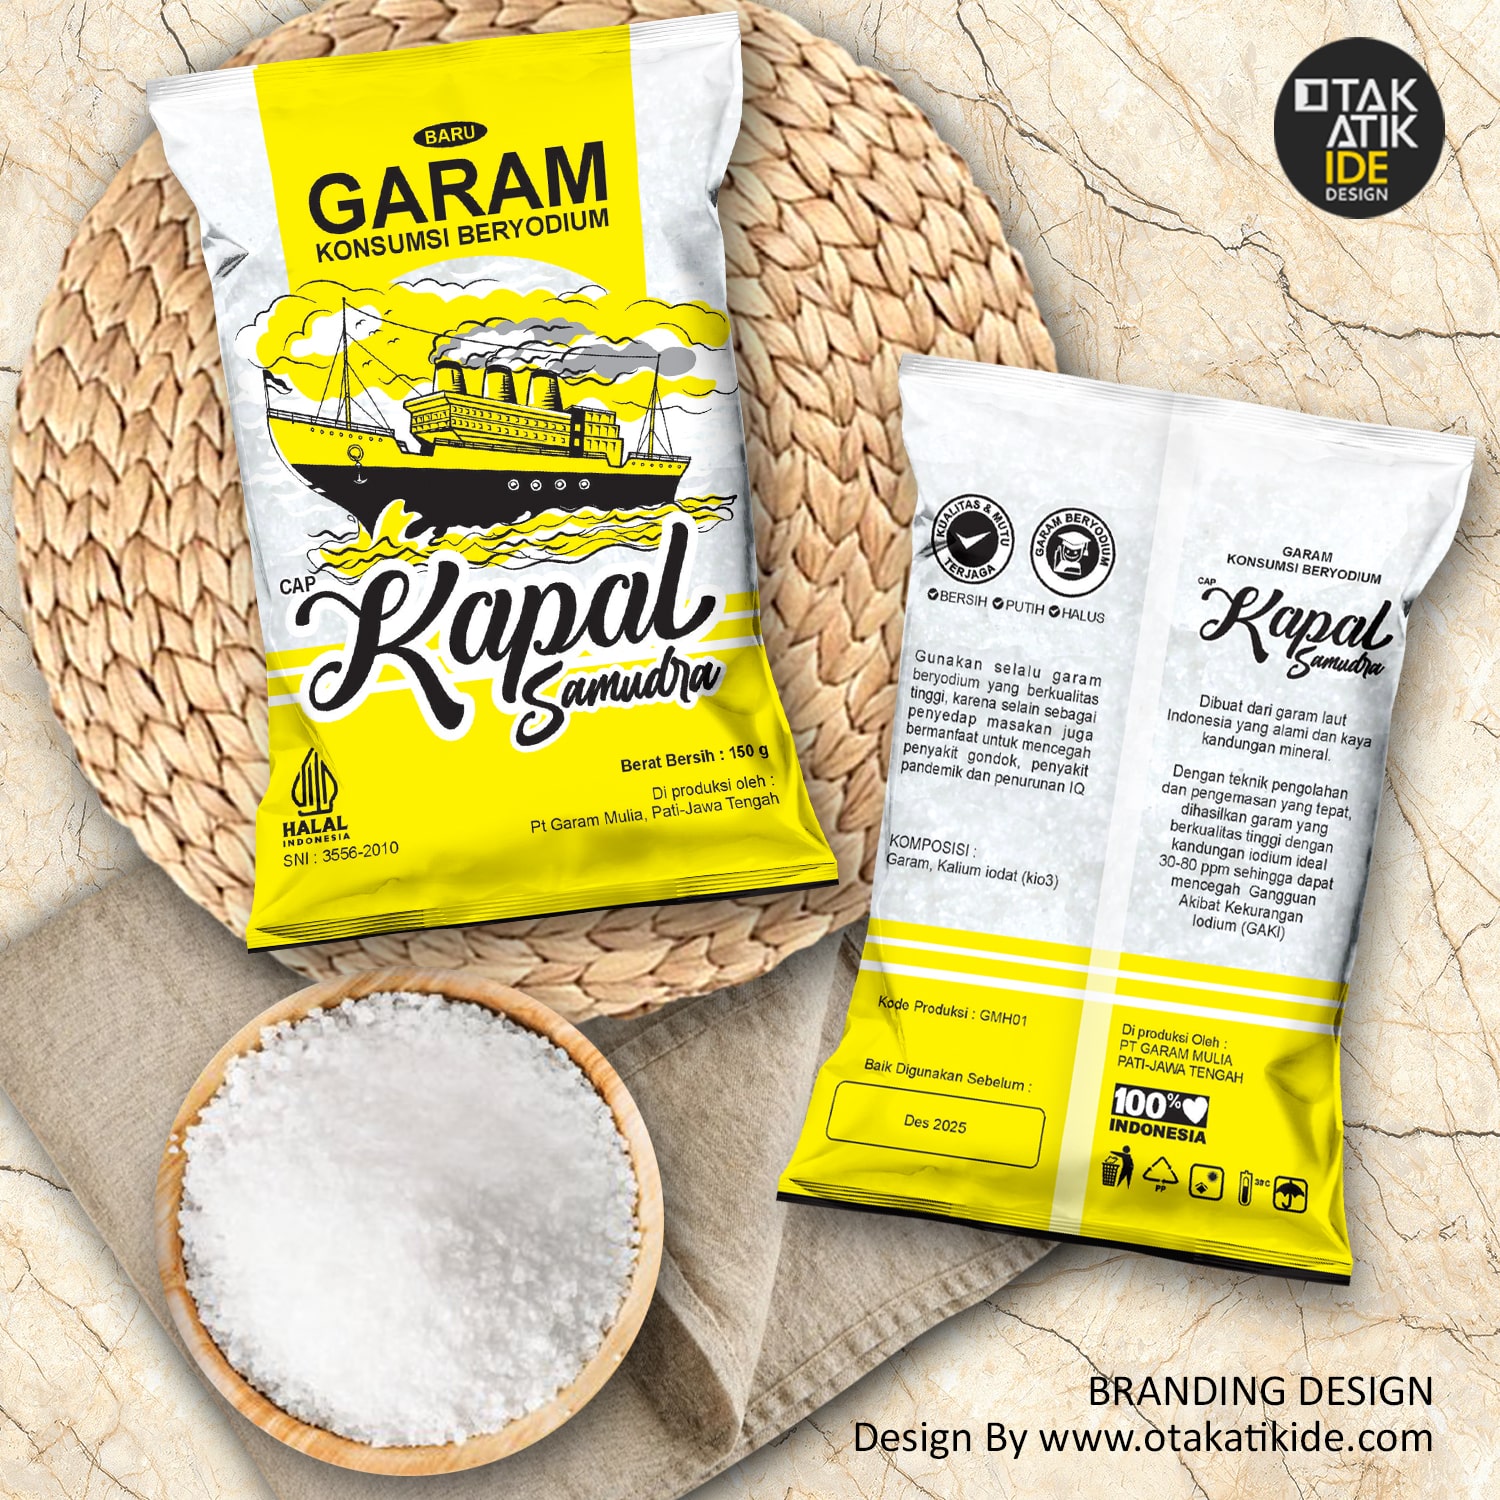 OTAK
ATIK
IDE
DESIGN
BARU
GARAM
KONSUMSI BERYODIUM
CAP
Kapal
Samudra
Berat Bersih : 150 g
Di produksi oleh :
Pt Garam Mulia, Pati-Jawa Tengah
HALAL
INDONESIA
SNI : 3556-2010
KUALITAS & MUTU
TERJAGA
GARAM BERYODIUM
BERSIH PUTIH HALUS
Gunakan selalu garam
beryodium yang berkualitas
tinggi, karena selain sebagai
penyedap masakan juga
bermanfaat untuk mencegah
penyakit gondok, penyakit
pandemik dan penurunan IQ
KOMPOSISI :
Garam, Kalium iodat (kio3)
Kode Produksi : GMH01
Baik Digunakan Sebelum :
Des 2025
GARAM
KONSUMSI BERYODIUM
CAP
Kapal
Samudra
Dibuat dari garam laut
Indonesia yang alami dan kaya
kandungan mineral.
Dengan teknik pengolahan
dan pengemasan yang tepat,
dihasilkan garam yang
berkualitas tinggi dengan
kandungan iodium ideal
30-80 ppm sehingga dapat
mencegah Gangguan
Akibat Kekurangan
Iodium (GAKI)
Di produksi Oleh :
PT GARAM MULIA
PATI-JAWA TENGAH
100%
INDONESIA
PP
BRANDING DESIGN
Design By www.otakatikide.com